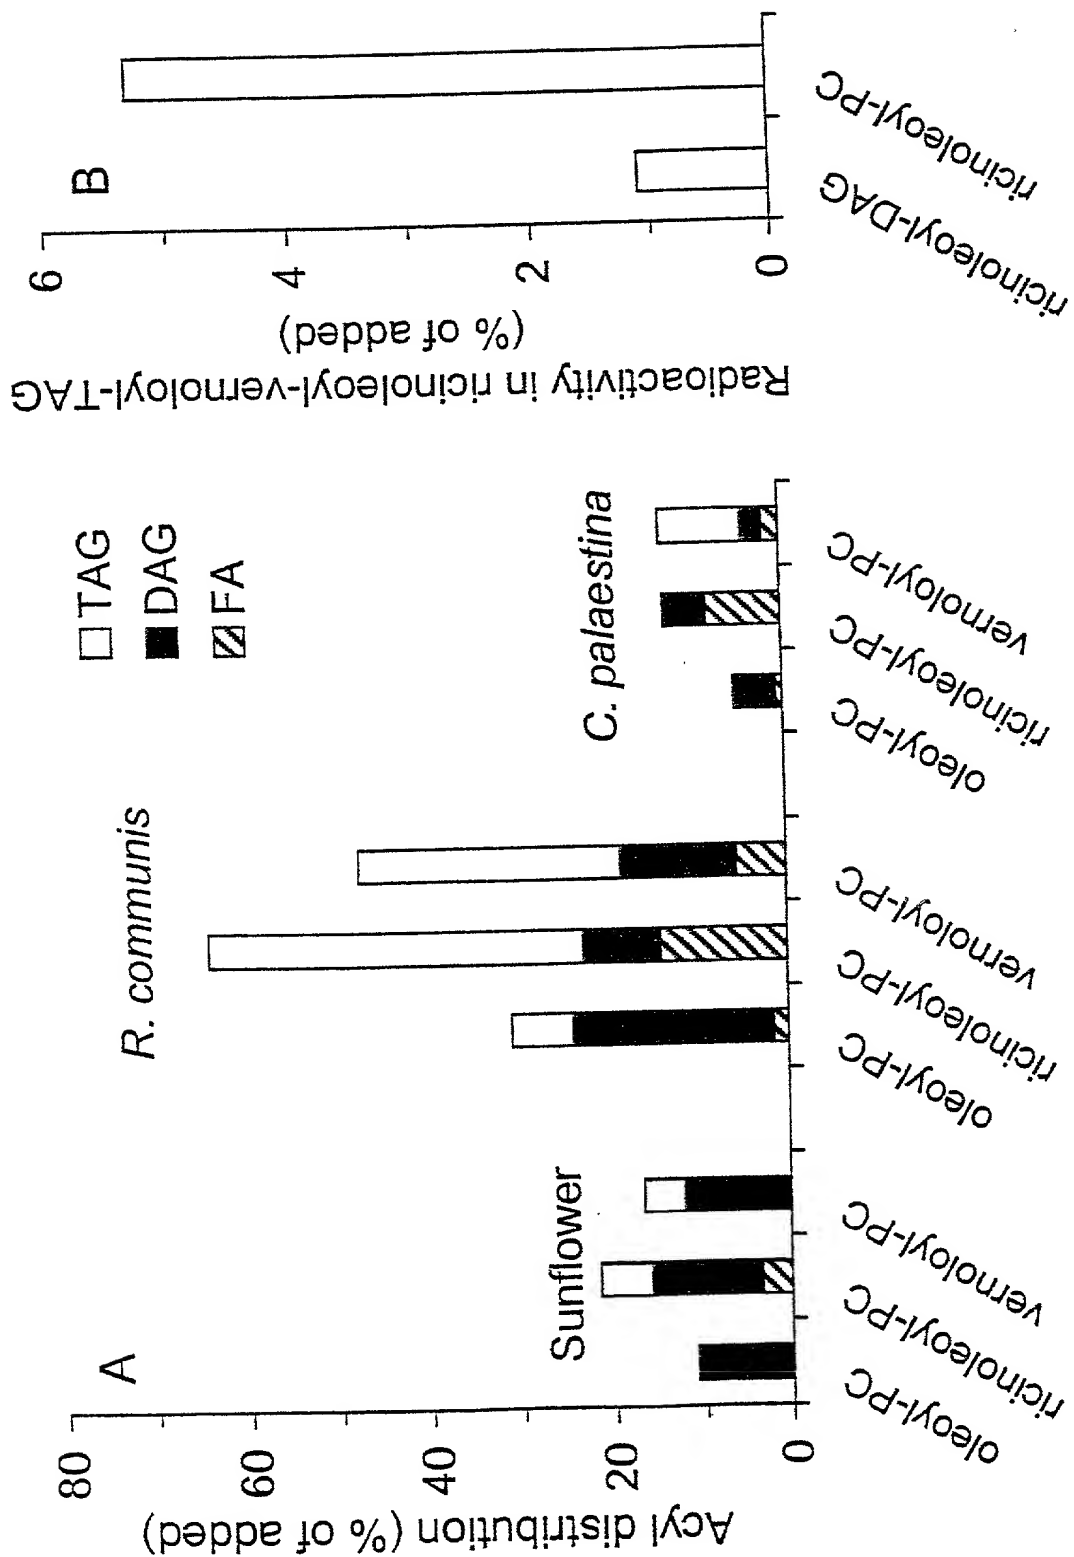 A
Acyl distribution (% of added)
80
60
40
20
0
TAG
DAG
FA
Sunflower
R. communis
C. palaestina
oleoyl-PC
ricinoleoyl-PC
vernoloyl-PC
oleoyl-PC
ricinoleoyl-PC
vernoloyl-PC
oleoyl-PC
ricinoleoyl-PC
vernoloyl-PC
B
Radioactivity in ricinoleoyl-vernoloyl-TAG
(% of added)
6
4
2
0
ricinoleoyl-DAG
ricinoleoyl-PC